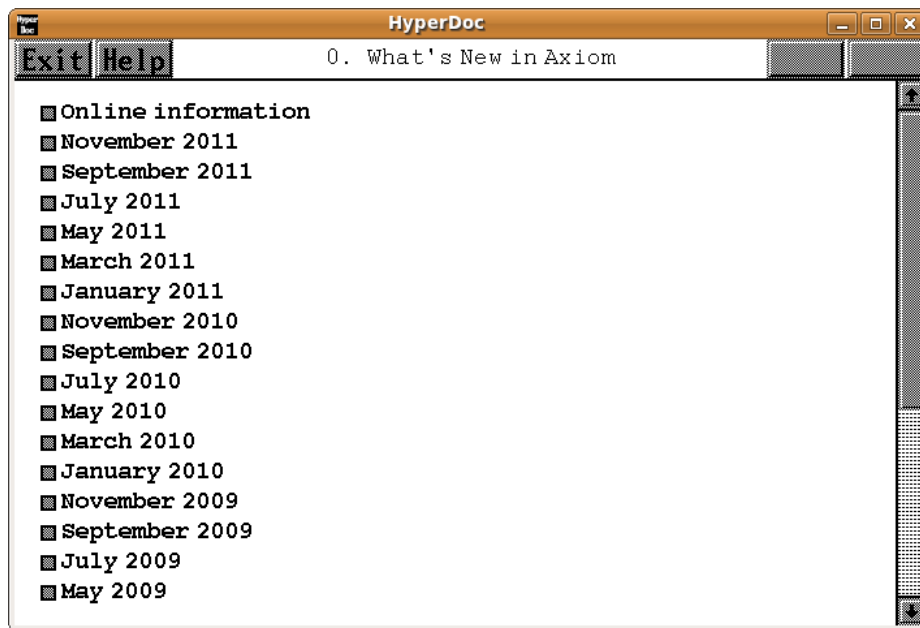 Hyper
Doc
HyperDoc
Exit Help
0. What's New in Axiom
Online information
November 2011
September 2011
July 2011
May 2011
March 2011
January 2011
November 2010
September 2010
July 2010
May 2010
March 2010
January 2010
November 2009
September 2009
July 2009
May 2009